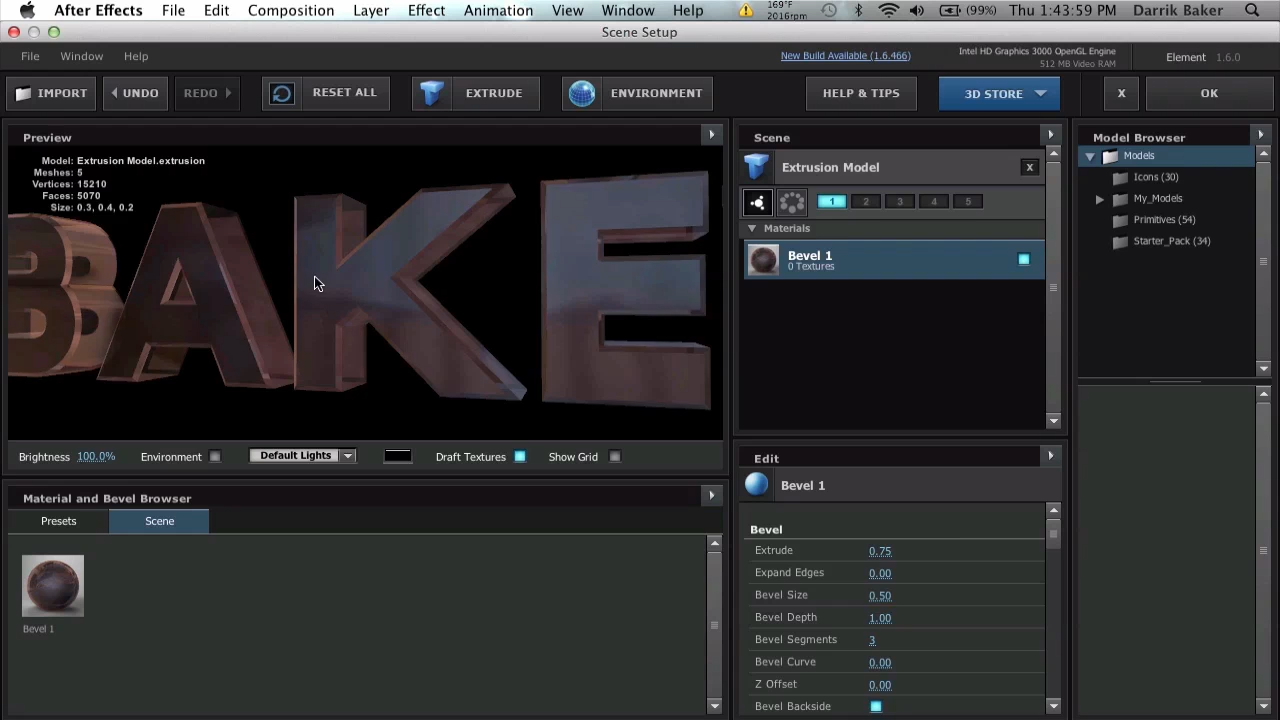 After Effects File Edit Composition Layer Effect Animation View Window Help 169°F 2016rpm (99%) Thu 1:43:59 PM Darrik Baker
Scene Setup
File Window Help New Build Available (1.6.466) Intel HD Graphics 3000 OpenGL Engine 512 MB Video RAM Element 1.6.0
IMPORT UNDO REDO RESET ALL EXTRUDE ENVIRONMENT HELP & TIPS 3D STORE X OK
Preview
Model: Extrusion Model.extrusion
Meshes: 5
Vertices: 15210
Faces: 5070
Size: 0.3, 0.4, 0.2
BAKE
Brightness 100.0% Environment Default Lights Draft Textures Show Grid
Material and Bevel Browser
Presets Scene
Bevel 1
Scene
Extrusion Model X
1 2 3 4 5
Materials
Bevel 1
0 Textures
Edit
Bevel 1
Bevel
Extrude 0.75
Expand Edges 0.00
Bevel Size 0.50
Bevel Depth 1.00
Bevel Segments 3
Bevel Curve 0.00
Z Offset 0.00
Bevel Backside
Model Browser
Models
Icons (30)
My_Models
Primitives (54)
Starter_Pack (34)